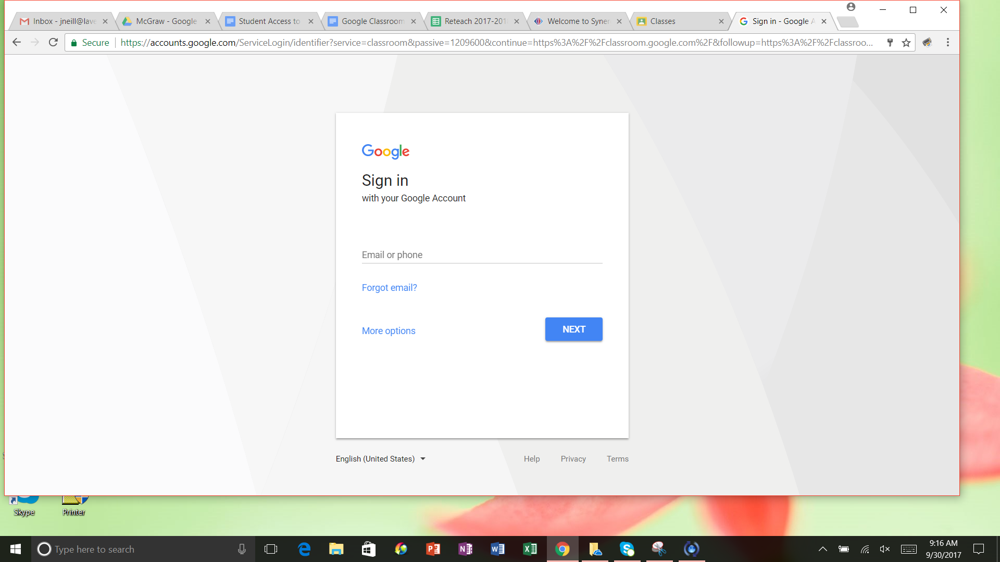 Inbox - jneill@lave
McGraw - Google
Student Access to
Google Classroom
Reteach 2017-201
Welcome to Syner
Classes
Sign in - Google A
Secure https://accounts.google.com/ServiceLogin/identifier?service=classroom&passive=1209600&continue=https%3A%2F%2Fclassroom.google.com%2F&followup=https%3A%2F%2Fclassroo...
Google
Sign in
with your Google Account
Email or phone
Forgot email?
More options
NEXT
English (United States)
Help
Privacy
Terms
Skype
Printer
Type here to search
9:16 AM
9/30/2017